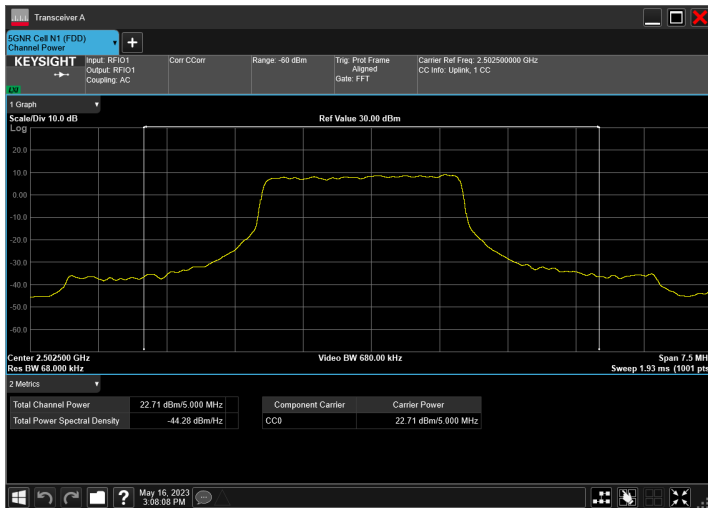 Transceiver A
5GNR Cell N1 (FDD)
Channel Power
KEYSIGHT
LXI
Input: RFIO1
Output: RFIO1
Coupling: AC
Corr CCorr
Range: -60 dBm
Trig: Prot Frame
Aligned
Gate: FFT
Carrier Ref Freq: 2.502500000 GHz
CC Info: Uplink, 1 CC
1 Graph
Scale/Div 10.0 dB
Ref Value 30.00 dBm
Log
20.0
10.0
0.00
-10.0
-20.0
-30.0
-40.0
-50.0
-60.0
Center 2.502500 GHz
Video BW 680.00 kHz
Span 7.5 MH
Res BW 68.000 kHz
Sweep 1.93 ms (1001 pts
2 Metrics
Total Channel Power 22.71 dBm/5.000 MHz
Total Power Spectral Density -44.28 dBm/Hz
Component Carrier Carrier Power
CC0 22.71 dBm/5.000 MHz
May 16, 2023
3:08:08 PM